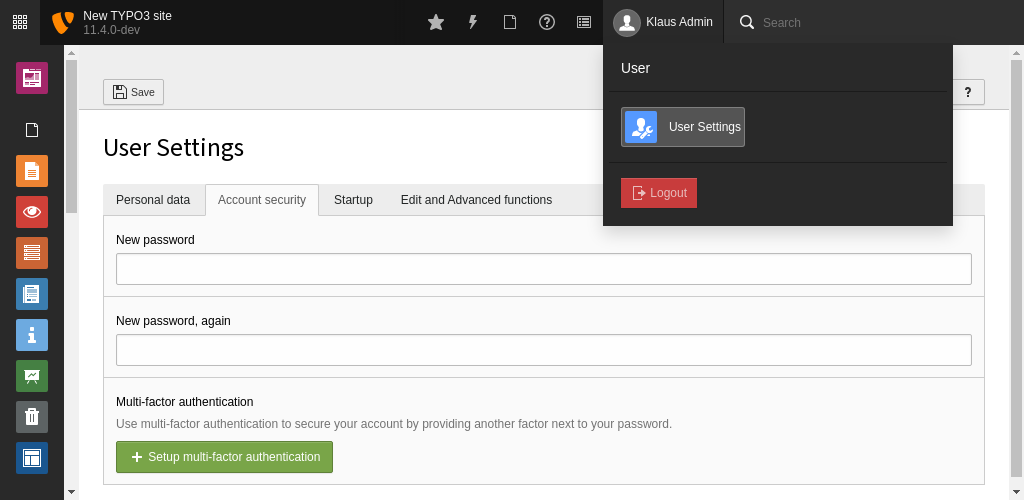 New TYPO3 site
11.4.0-dev
Klaus Admin
Search
User
User Settings
Logout
Save
?
User Settings
Personal data
Account security
Startup
Edit and Advanced functions
New password
New password, again
Multi-factor authentication
Use multi-factor authentication to secure your account by providing another factor next to your password.
Setup multi-factor authentication